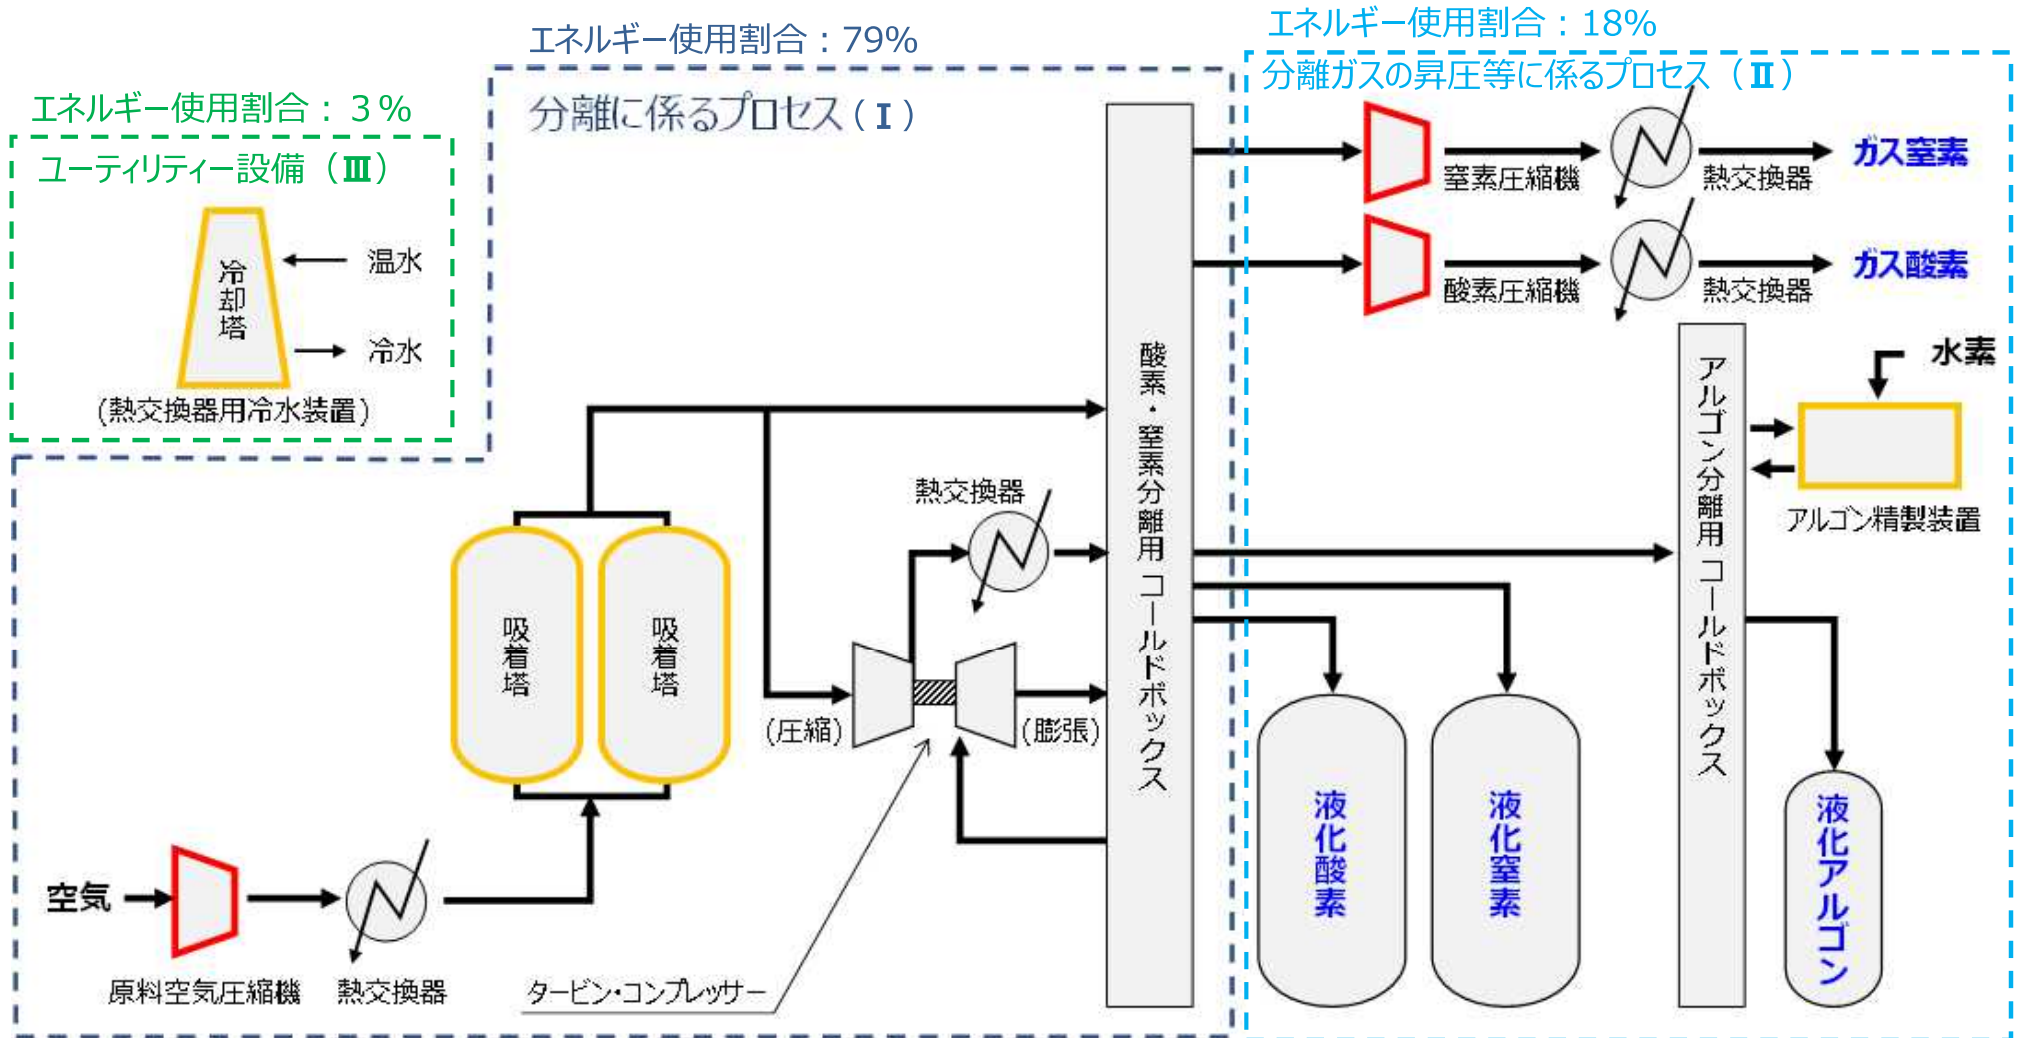 エネルギー使用割合：79%
エネルギー使用割合：18%
分離ガスの昇圧等に係るプロセス（Ⅱ）
エネルギー使用割合：３%
分離に係るプロセス（Ⅰ）
ユーティリティー設備（Ⅲ）
冷却塔
温水
冷水
(熱交換器用冷水装置)
窒素圧縮機
熱交換器
ガス窒素
酸素圧縮機
熱交換器
ガス酸素
酸素・窒素分離用 コールドボックス
アルゴン分離用 コールドボックス
水素
アルゴン精製装置
熱交換器
吸着塔
吸着塔
(圧縮)
(膨張)
液化酸素
液化窒素
液化アルゴン
空気
原料空気圧縮機
熱交換器
タービン・コンプレッサー